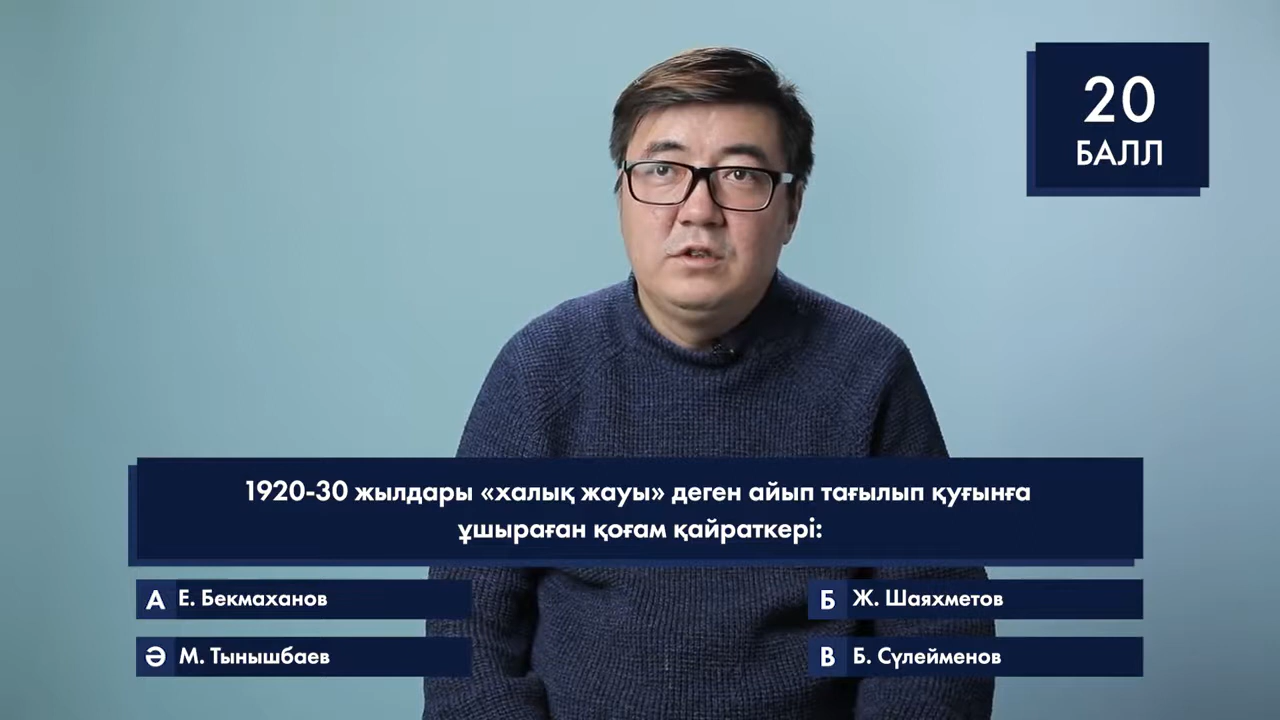 20
БАЛЛ
1920-30 жылдары «халық жауы» деген айып тағылып қуғынға
ұшыраған қоғам қайраткері:
А Е. Бекмаханов
Ә М. Тынышбаев
Б Ж. Шаяхметов
В Б. Сүлейменов